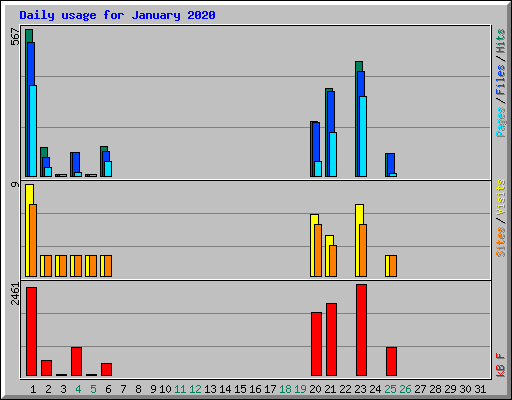 Daily usage for January 2020
567
Pages / Files / Hits
9
Sites / Visits
2461
kB F
1 2 3 4 5 6 7 8 9 10 11 12 13 14 15 16 17 18 19 20 21 22 23 24 25 26 27 28 29 30 31